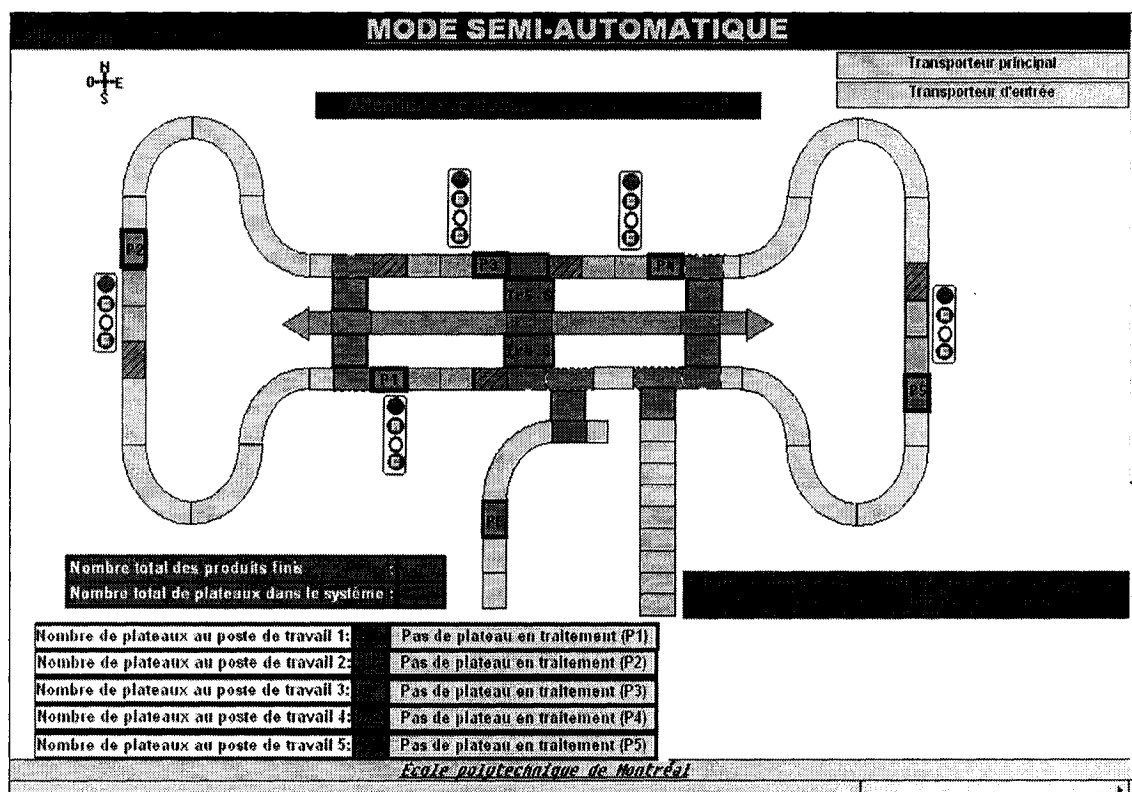 MODE SEMI-AUTOMATIQUE
N
O E
S
Transporteur principal
Transporteur d'entrée
P2
P3
P4
P1
P5
Nombre total des produits finis :
Nombre total de plateaux dans le système :
Nombre de plateaux au poste de travail 1: Pas de plateau en traitement (P1)
Nombre de plateaux au poste de travail 2: Pas de plateau en traitement (P2)
Nombre de plateaux au poste de travail 3: Pas de plateau en traitement (P3)
Nombre de plateaux au poste de travail 4: Pas de plateau en traitement (P4)
Nombre de plateaux au poste de travail 5: Pas de plateau en traitement (P5)
École polytechnique de Montréal